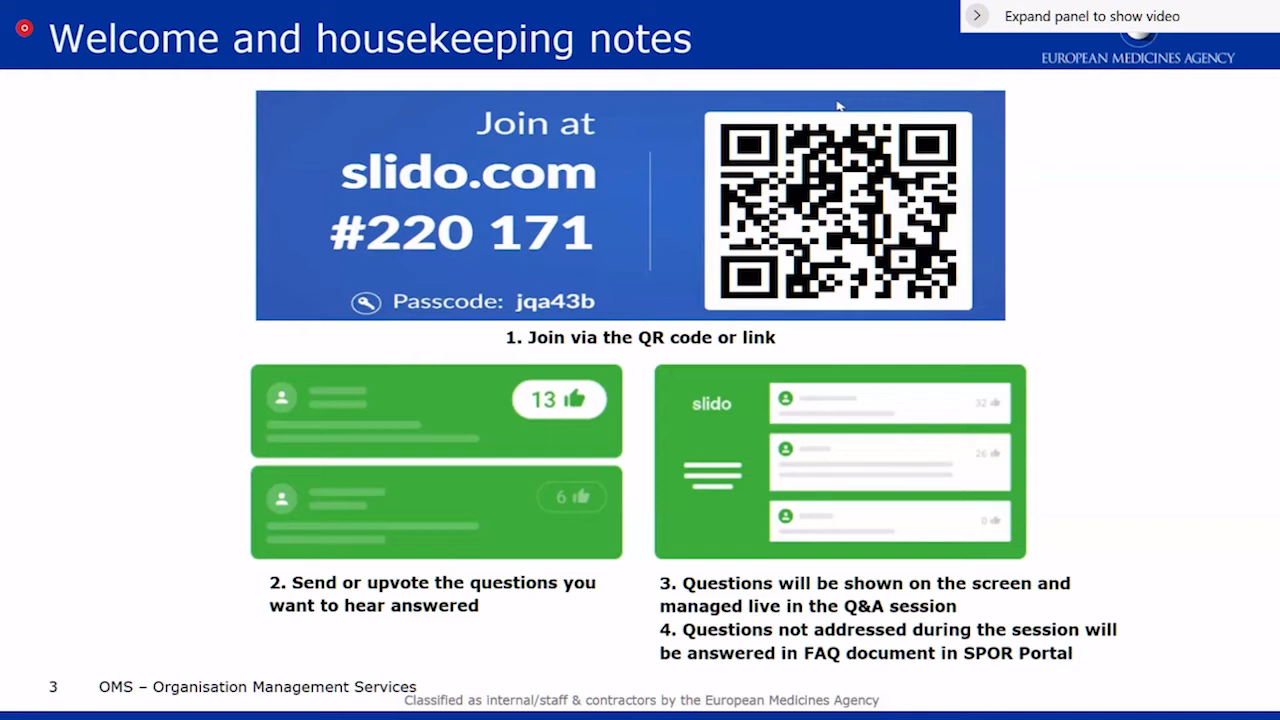 Welcome and housekeeping notes
Expand panel to show video
EUROPEAN MEDICINES AGENCY
Join at
slido.com
#220 171
Passcode: jqa43b
1. Join via the QR code or link
13
6
slido
32
26
0
2. Send or upvote the questions you
want to hear answered
3. Questions will be shown on the screen and
managed live in the Q&A session
4. Questions not addressed during the session will
be answered in FAQ document in SPOR Portal
3 OMS – Organisation Management Services
Classified as internal/staff & contractors by the European Medicines Agency